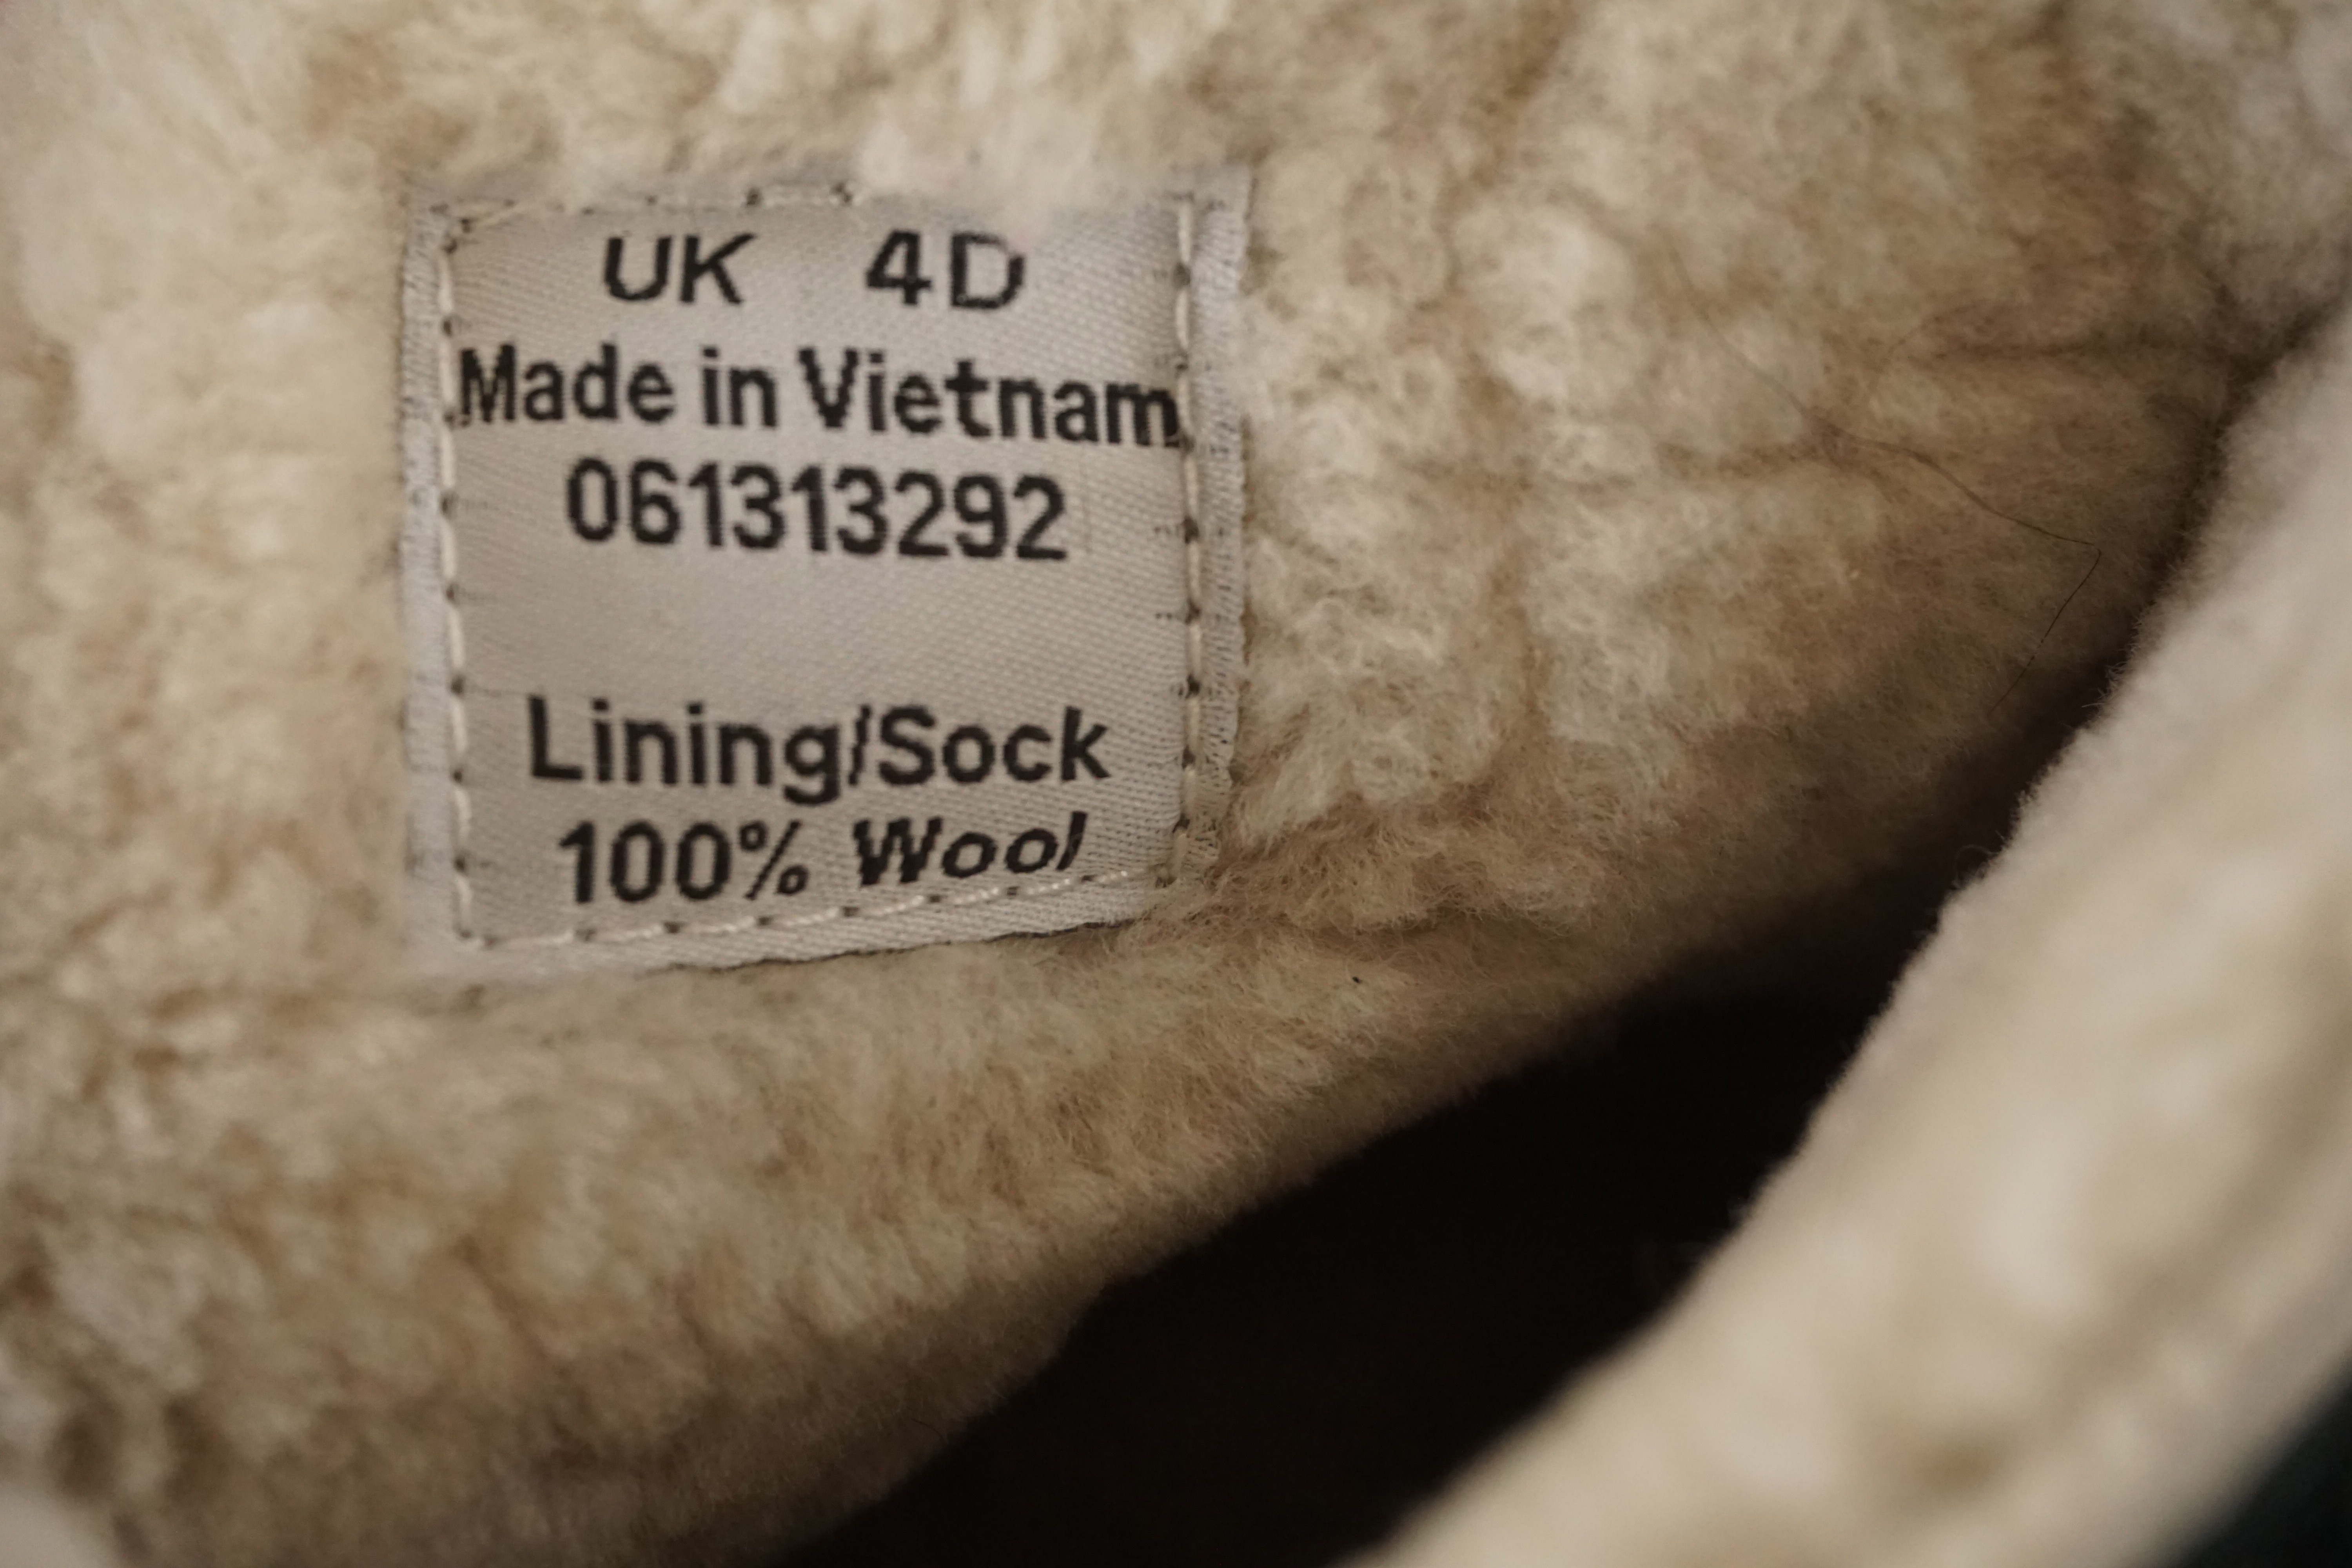 UK 4D
Made in Vietnam
061313292
Lining/Sock
100% Wool